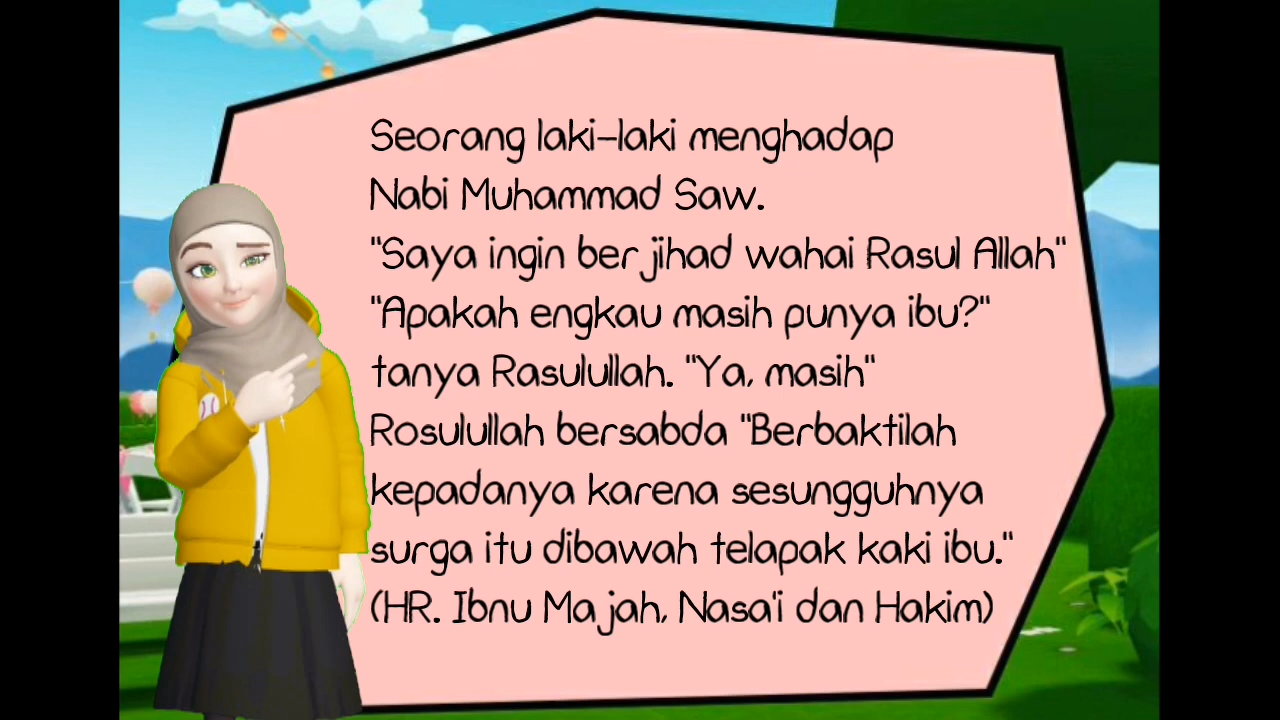 Seorang laki-laki menghadap
Nabi Muhammad Saw.
"Saya ingin berjihad wahai Rasul Allah"
"Apakah engkau masih punya ibu?"
tanya Rasulullah. "Ya, masih"
Rosulullah bersabda "Berbaktilah
kepadanya karena sesungguhnya
surga itu dibawah telapak kaki ibu."
(HR. Ibnu Majah, Nasa'i dan Hakim)